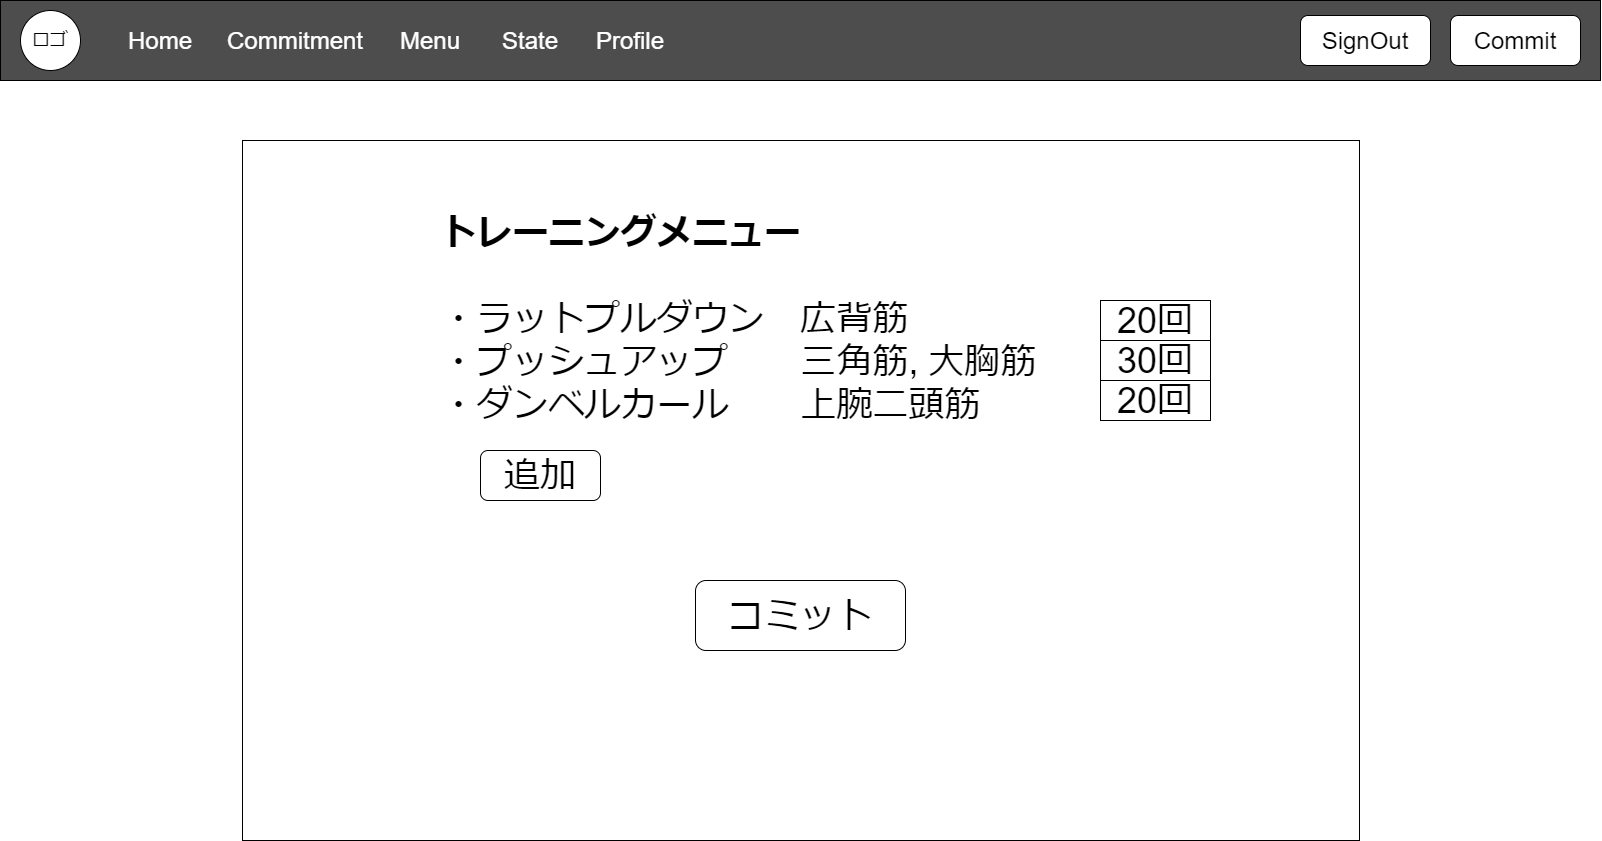 ロゴ Home Commitment Menu State Profile SignOut Commit
トレーニングメニュー
・ラットプルダウン 広背筋 20回
・プッシュアップ 三角筋, 大胸筋 30回
・ダンベルカール 上腕二頭筋 20回
追加
コミット